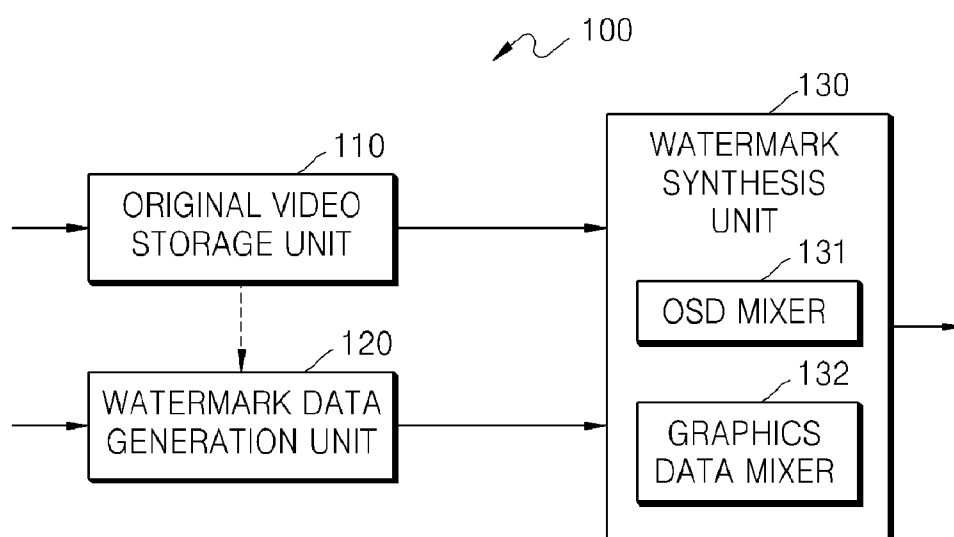 100
130
WATERMARK
SYNTHESIS
UNIT
110
ORIGINAL VIDEO
STORAGE UNIT
131
OSD MIXER
120
WATERMARK DATA
GENERATION UNIT
132
GRAPHICS
DATA MIXER